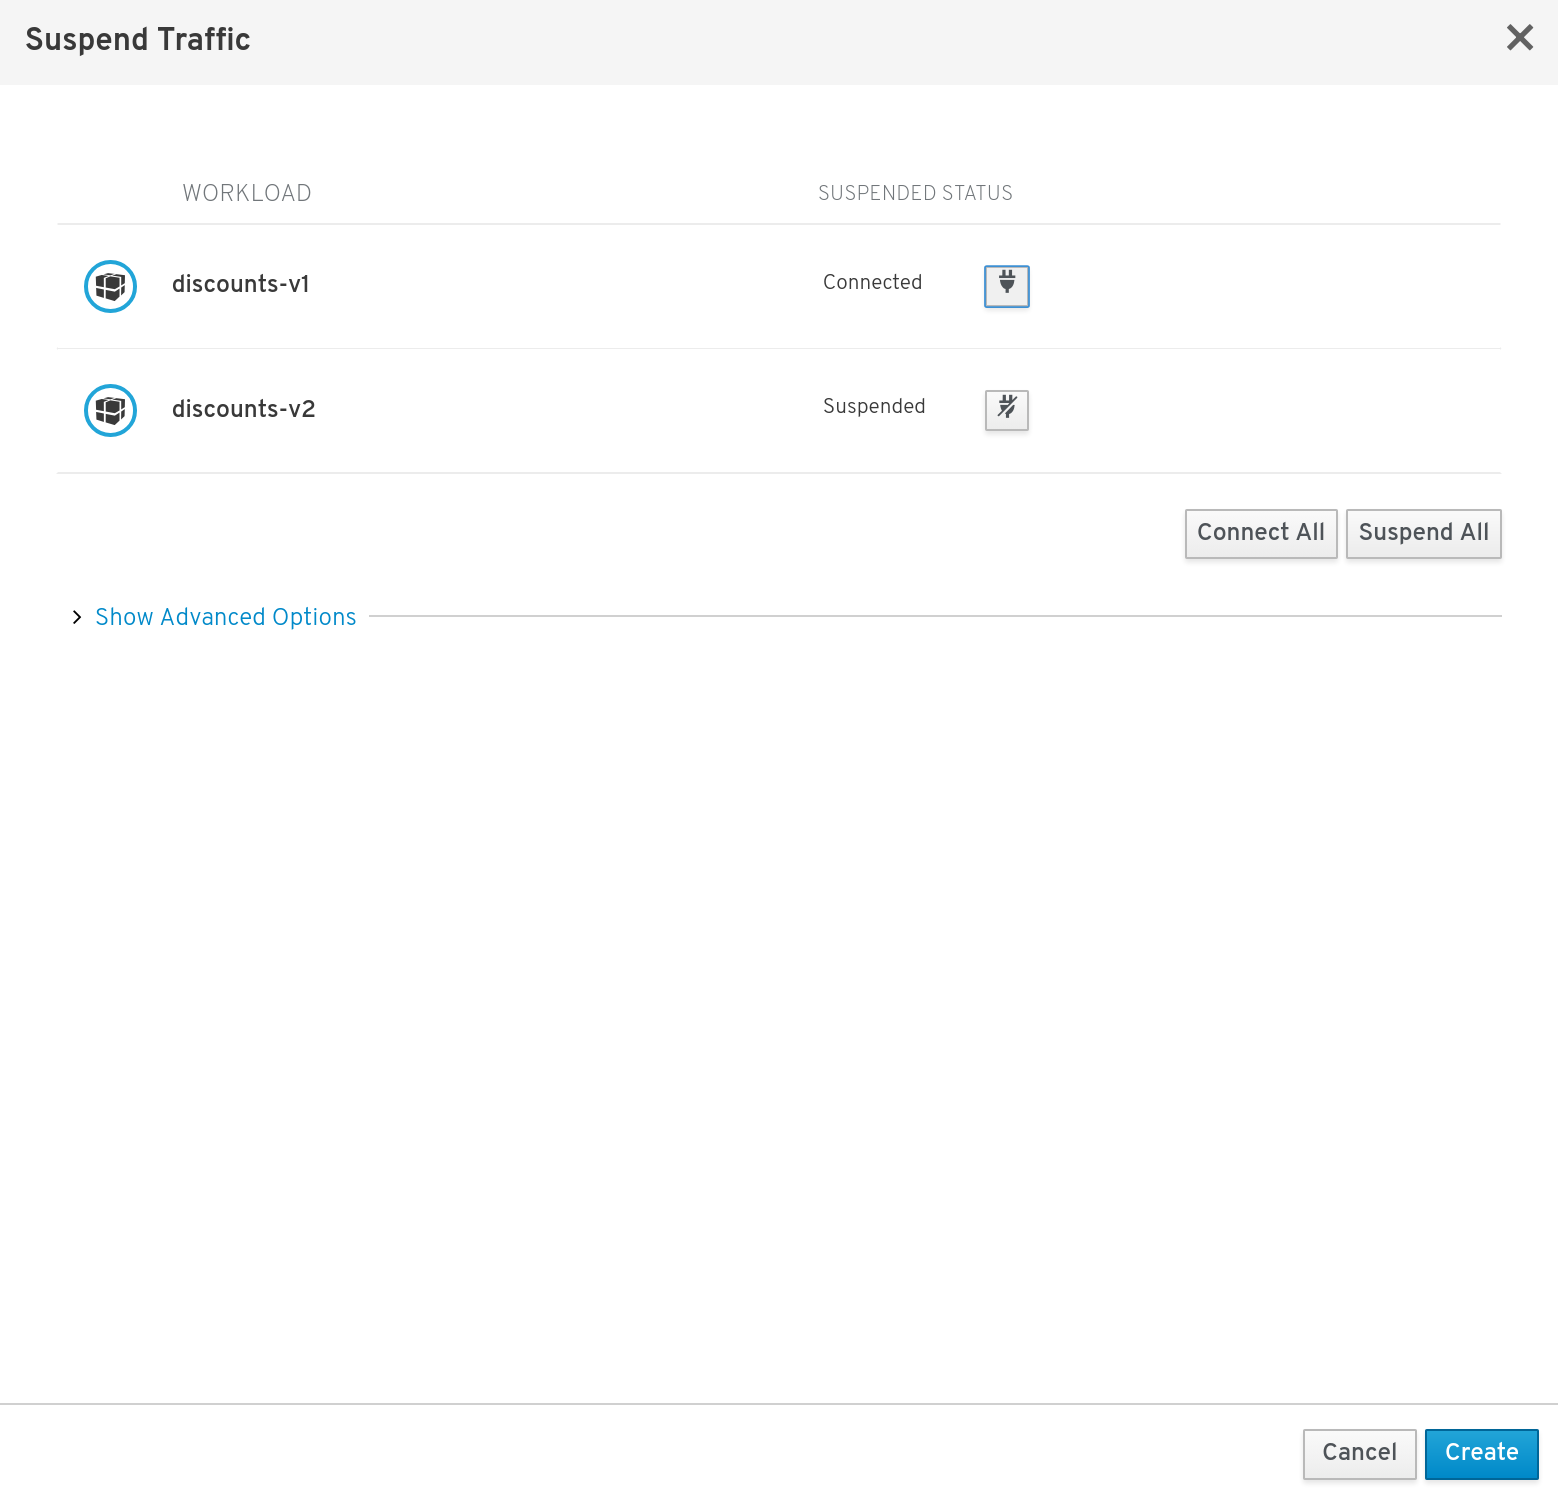 Suspend Traffic
WORKLOAD SUSPENDED STATUS
discounts-v1 Connected
discounts-v2 Suspended
Connect All Suspend All
Show Advanced Options
Cancel Create